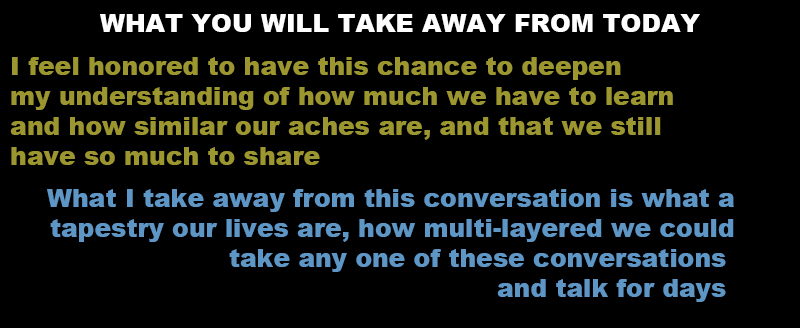 WHAT YOU WILL TAKE AWAY FROM TODAY
I feel honored to have this chance to deepen
my understanding of how much we have to learn
and how similar our aches are, and that we still
have so much to share
What I take away from this conversation is what a
tapestry our lives are, how multi-layered we could
take any one of these conversations
and talk for days